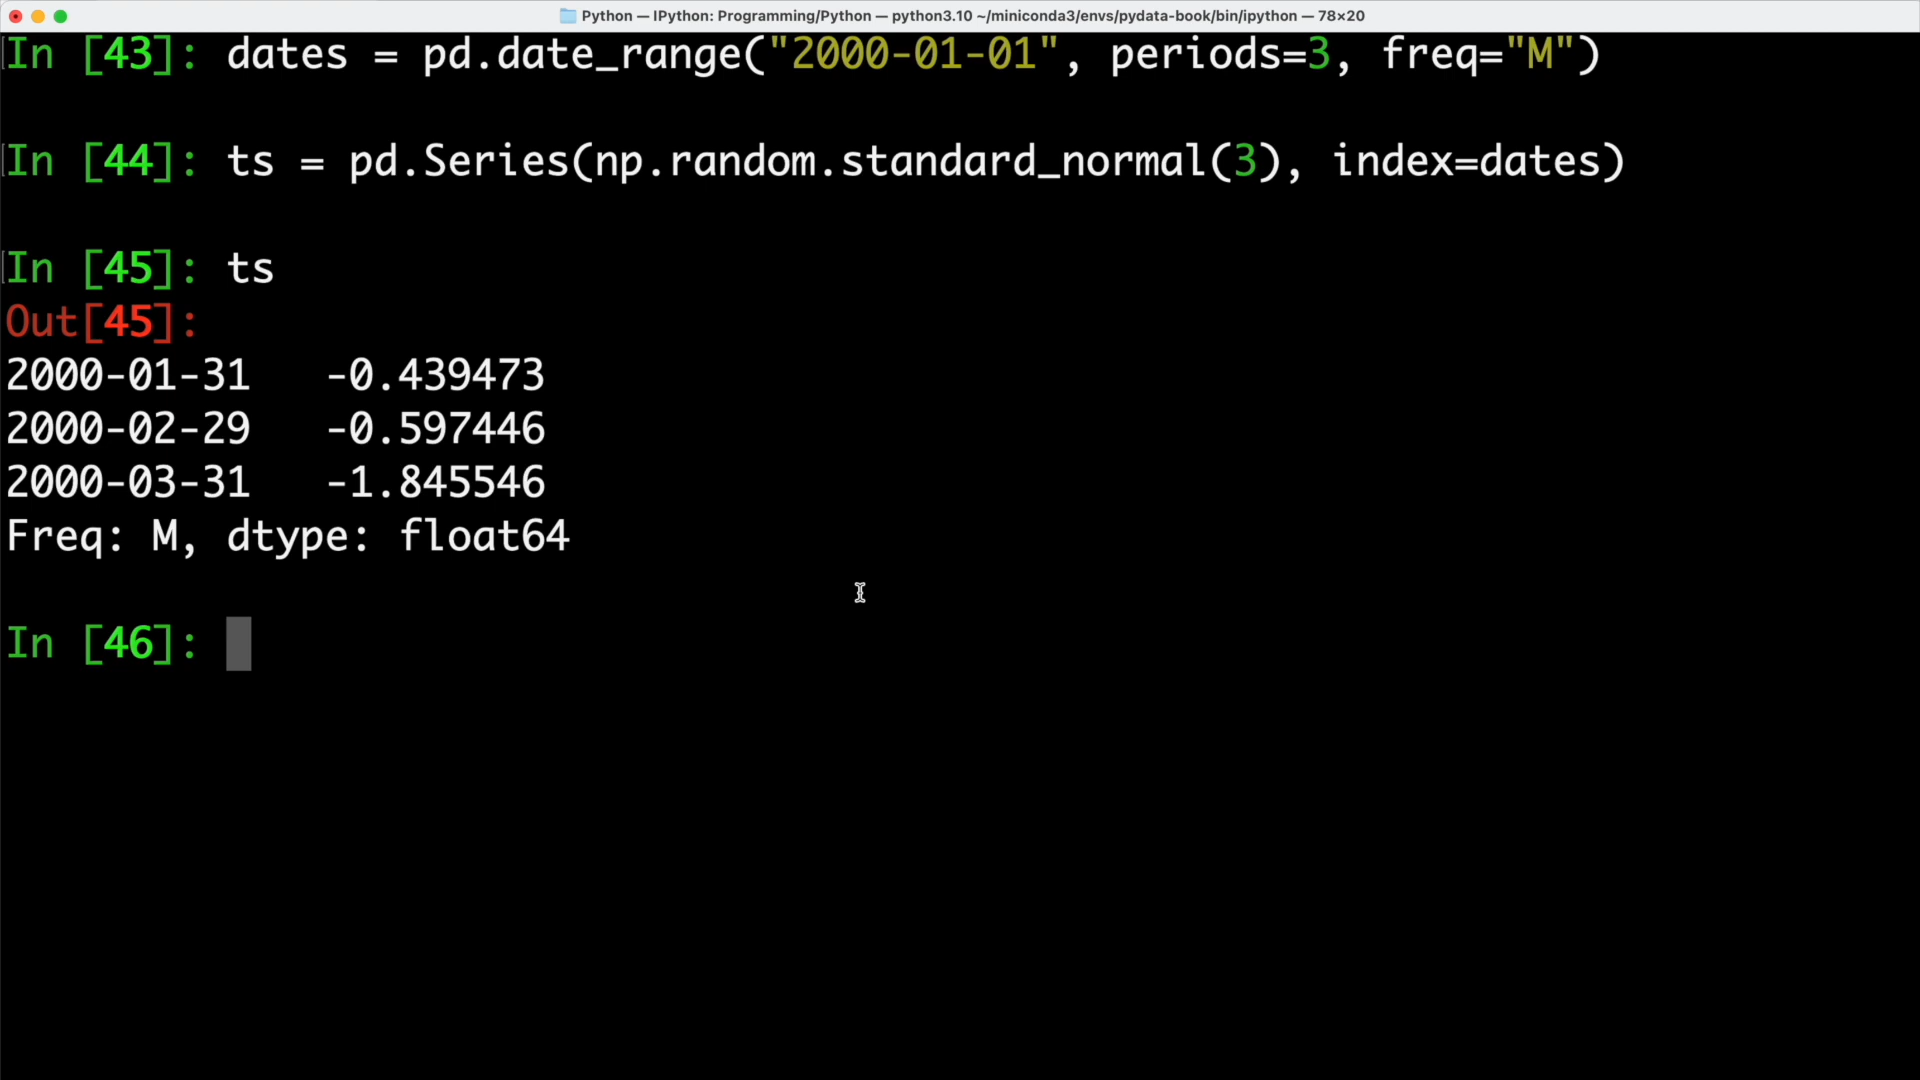 Python — IPython: Programming/Python — python3.10 ~/miniconda3/envs/pydata-book/bin/ipython — 78×20
In [43]: dates = pd.date_range("2000-01-01", periods=3, freq="M")
In [44]: ts = pd.Series(np.random.standard_normal(3), index=dates)
In [45]: ts
Out[45]:
2000-01-31   -0.439473
2000-02-29   -0.597446
2000-03-31   -1.845546
Freq: M, dtype: float64
In [46]: